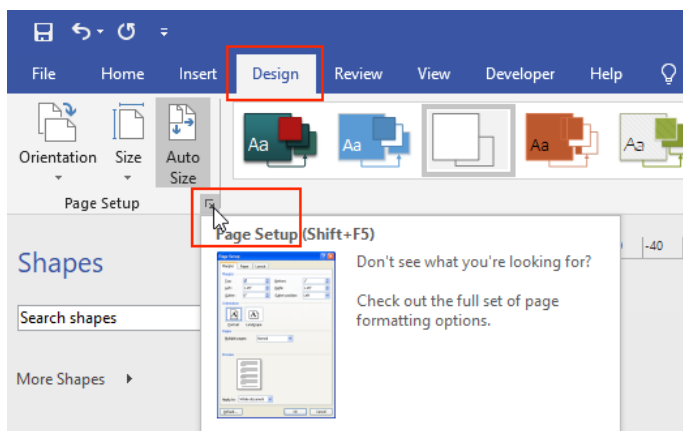 File Home Insert Design Review View Developer Help
Orientation Size Auto
Size
Aa Aa Aa Aa
Page Setup
Page Setup (Shift+F5)
Shapes
Search shapes
More Shapes
Don't see what you're looking for?
Check out the full set of page
formatting options.
-40